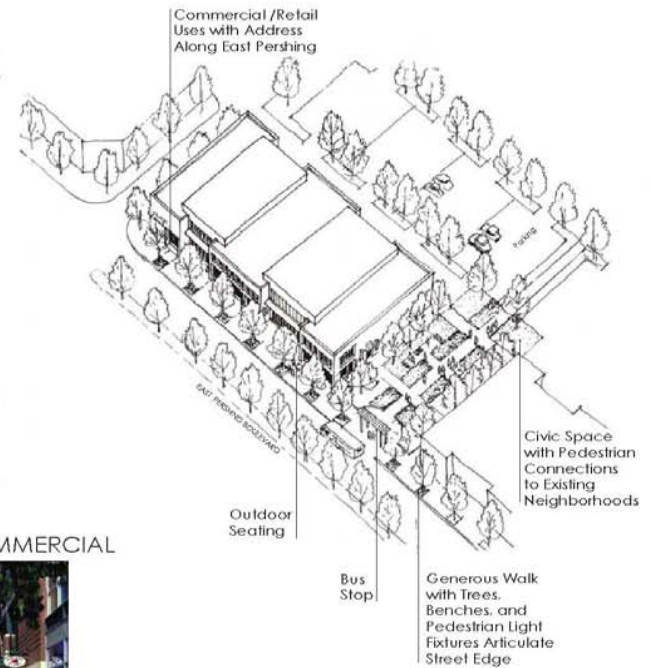 Commercial /Retail
Uses with Address
Along East Pershing
Parking
EAST PERSHING BOULEVARD
Civic Space
with Pedestrian
Connections
to Existing
Neighborhoods
Outdoor
Seating
MMERCIAL
Bus
Stop
Generous Walk
with Trees,
Benches, and
Pedestrian Light
Fixtures Articulate
Street Edge